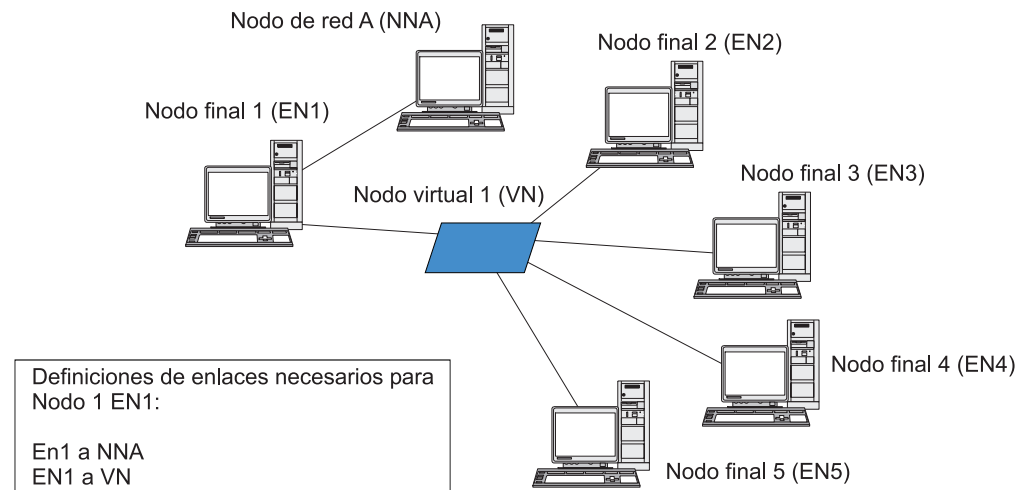 Nodo de red A (NNA)
Nodo final 2 (EN2)
Nodo final 1 (EN1)
Nodo final 3 (EN3)
Nodo virtual 1 (VN)
Nodo final 4 (EN4)
Definiciones de enlaces necesarios para
Nodo 1 EN1:
En1 a NNA
EN1 a VN
Nodo final 5 (EN5)